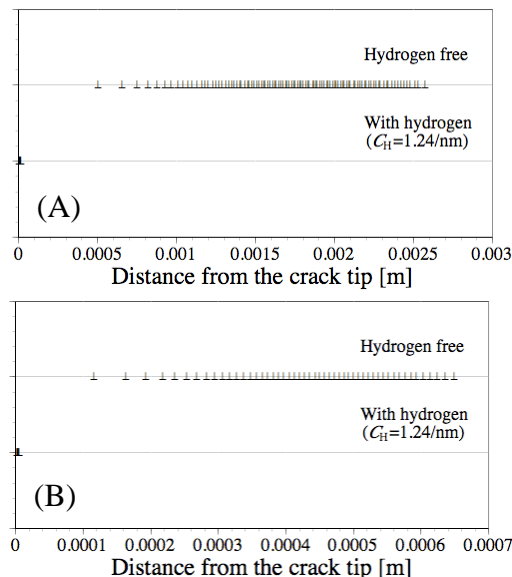 Hydrogen free
With hydrogen
(CH=1.24/nm)
(A)
0 0.0005 0.001 0.0015 0.002 0.0025 0.003
Distance from the crack tip [m]
Hydrogen free
With hydrogen
(CH=1.24/nm)
(B)
0 0.0001 0.0002 0.0003 0.0004 0.0005 0.0006 0.0007
Distance from the crack tip [m]